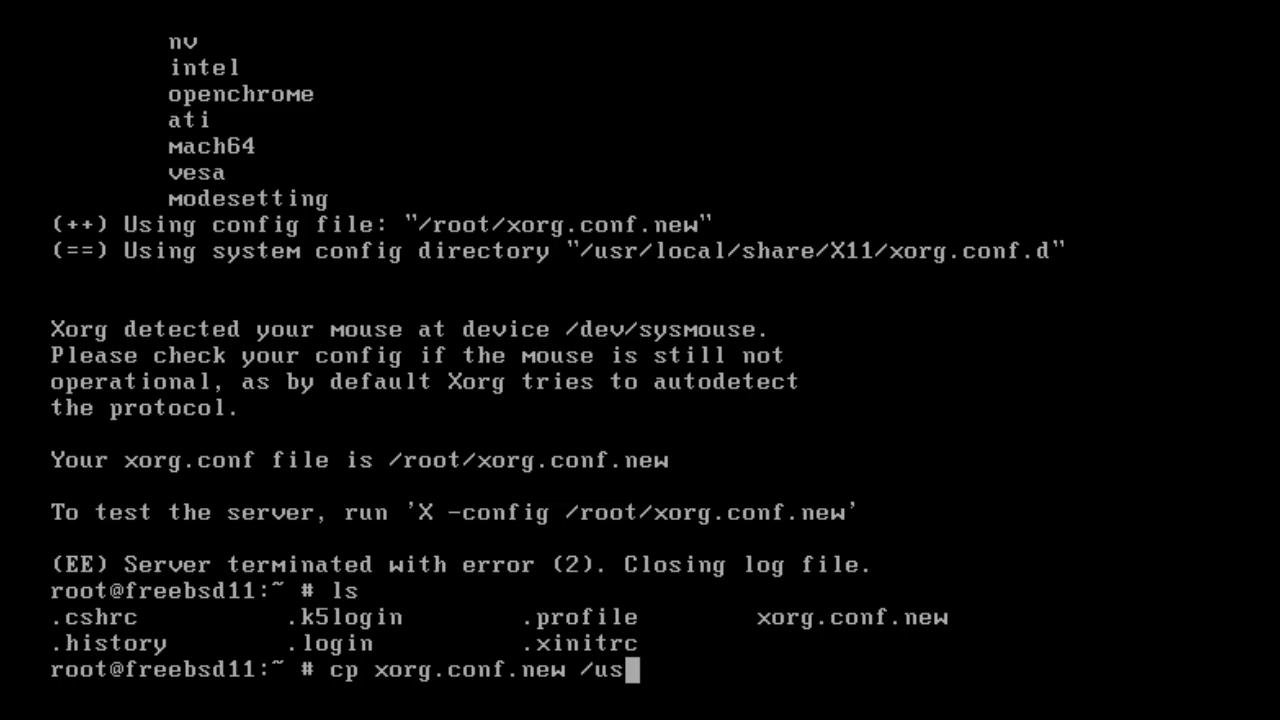 nv
intel
openchrome
ati
mach64
vesa
modesetting
(++) Using config file: "/root/xorg.conf.new"
(==) Using system config directory "/usr/local/share/X11/xorg.conf.d"
Xorg detected your mouse at device /dev/sysmouse.
Please check your config if the mouse is still not
operational, as by default Xorg tries to autodetect
the protocol.
Your xorg.conf file is /root/xorg.conf.new
To test the server, run 'X -config /root/xorg.conf.new'
(EE) Server terminated with error (2). Closing log file.
root@freebsd11:~ # ls
.cshrc .k5login .profile xorg.conf.new
.history .login .xinitrc
root@freebsd11:~ # cp xorg.conf.new /us